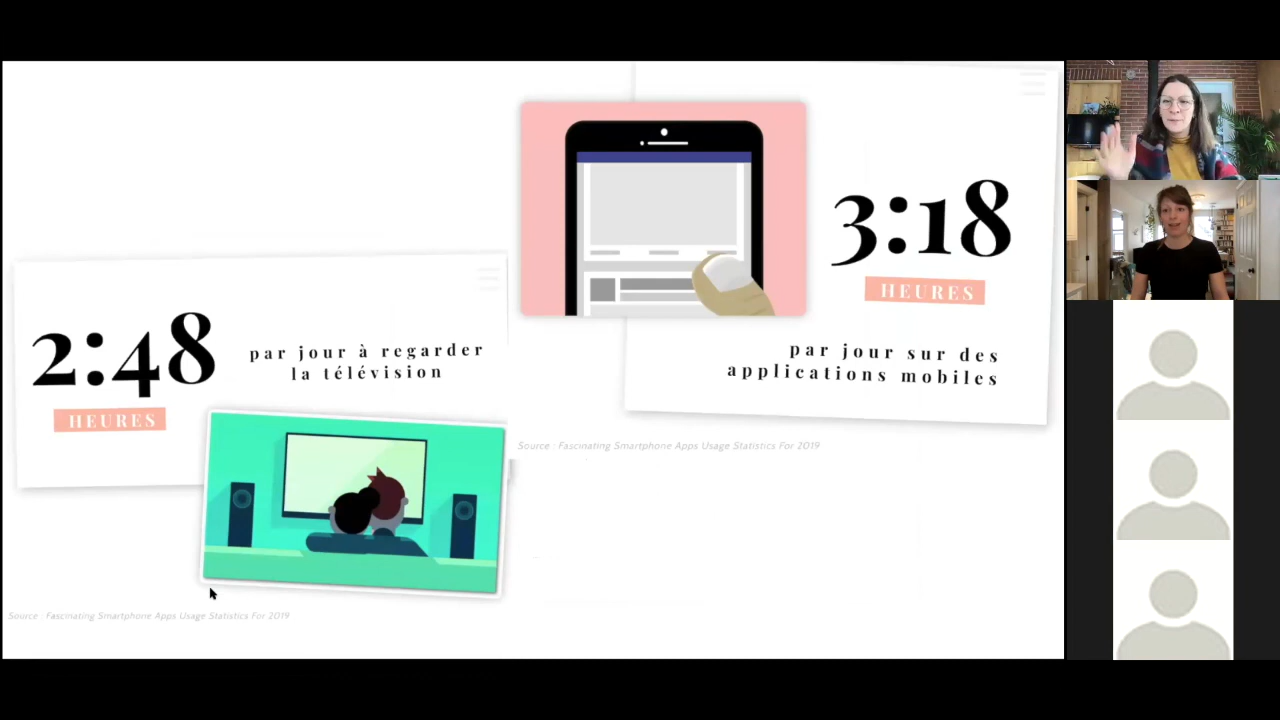 2:48
HEURES
par jour à regarder
la télévision
Source : Fascinating Smartphone Apps Usage Statistics For 2019
3:18
HEURES
par jour sur des
applications mobiles
Source : Fascinating Smartphone Apps Usage Statistics For 2019